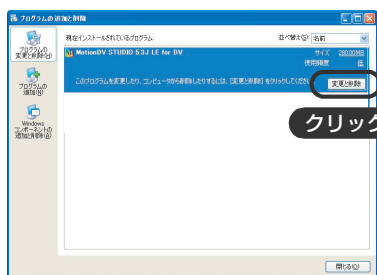 プログラムの追加と削除
現在インストールされているプログラム:
並べ替え(S): 名前
プログラムの
変更と削除(H)
MotionDV STUDIO 5.3J LE for DV
サイズ 280.00MB
使用頻度 低
このプログラムを変更したり、コンピュータから削除したりするには、[変更と削除] をクリックしてくださ
変更と削除
プログラムの
追加(N)
クリック
Windows
コンポーネントの
追加と削除(A)
閉じる(O)